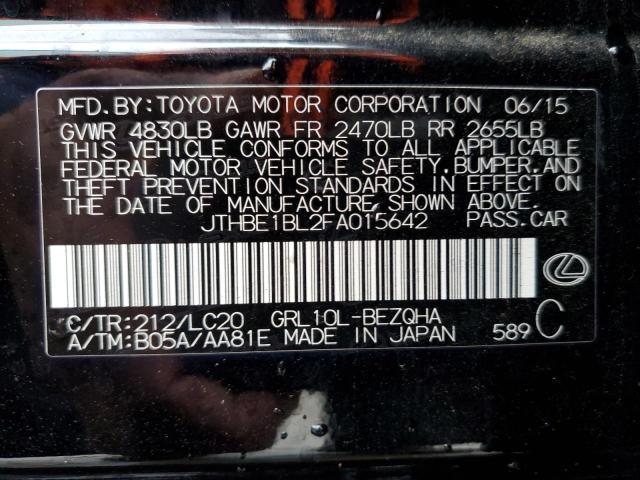 MFD.BY:TOYOTA MOTOR CORPORATION 06/15
GVWR 4830LB GAWR FR 2470LB RR 2655LB
THIS VEHICLE CONFORMS TO ALL APPLICABLE
FEDERAL MOTOR VEHICLE SAFETY,BUMPER,AND
THEFT PREVENTION STANDARDS IN EFFECT ON
THE DATE OF MANUFACTURE SHOWN ABOVE.
JTHBE1BL2FA015642 PASS.CAR
C/TR:212/LC20 GRL10L-BEZQHA
A/TM:B05A/AA81E MADE IN JAPAN 589 C